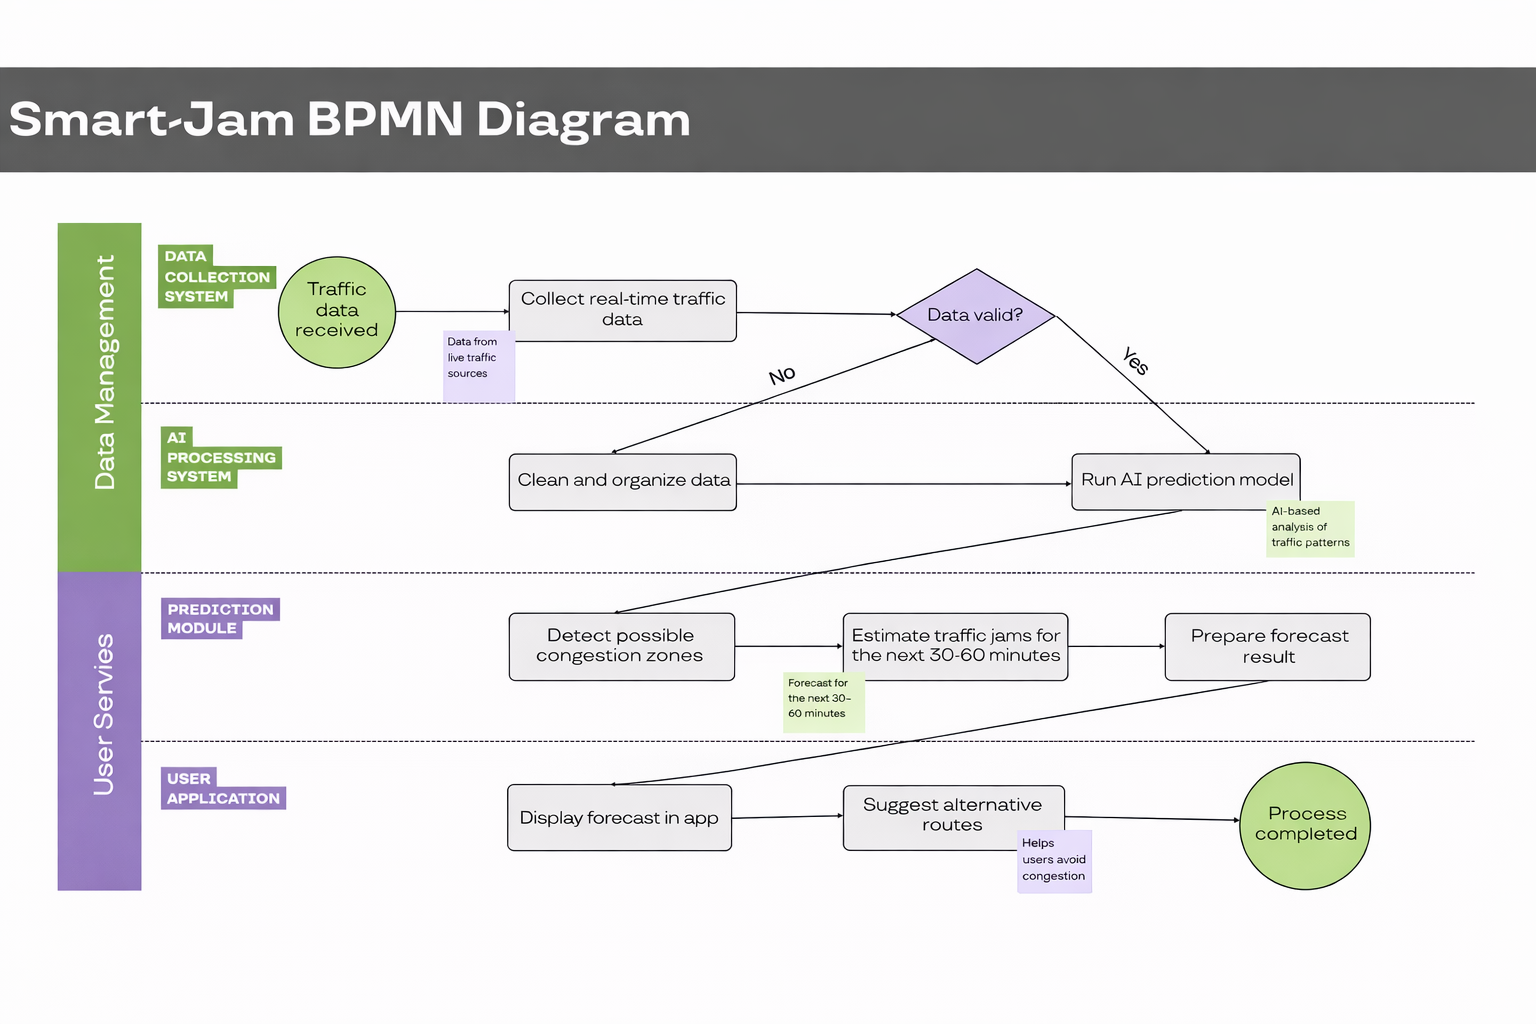 Smart-Jam BPMN Diagram
Data Management
DATA
COLLECTION
SYSTEM
Traffic
data
received
Collect real-time traffic
data
Data from
live traffic
sources
Data valid?
No
Yes
AI
PROCESSING
SYSTEM
Clean and organize data
Run AI prediction model
AI-based
analysis of
traffic patterns
User Servies
PREDICTION
MODULE
Detect possible
congestion zones
Estimate traffic jams for
the next 30-60 minutes
Forecast for
the next 30-
60 minutes
Prepare forecast
result
USER
APPLICATION
Display forecast in app
Suggest alternative
routes
Helps
users avoid
congestion
Process
completed